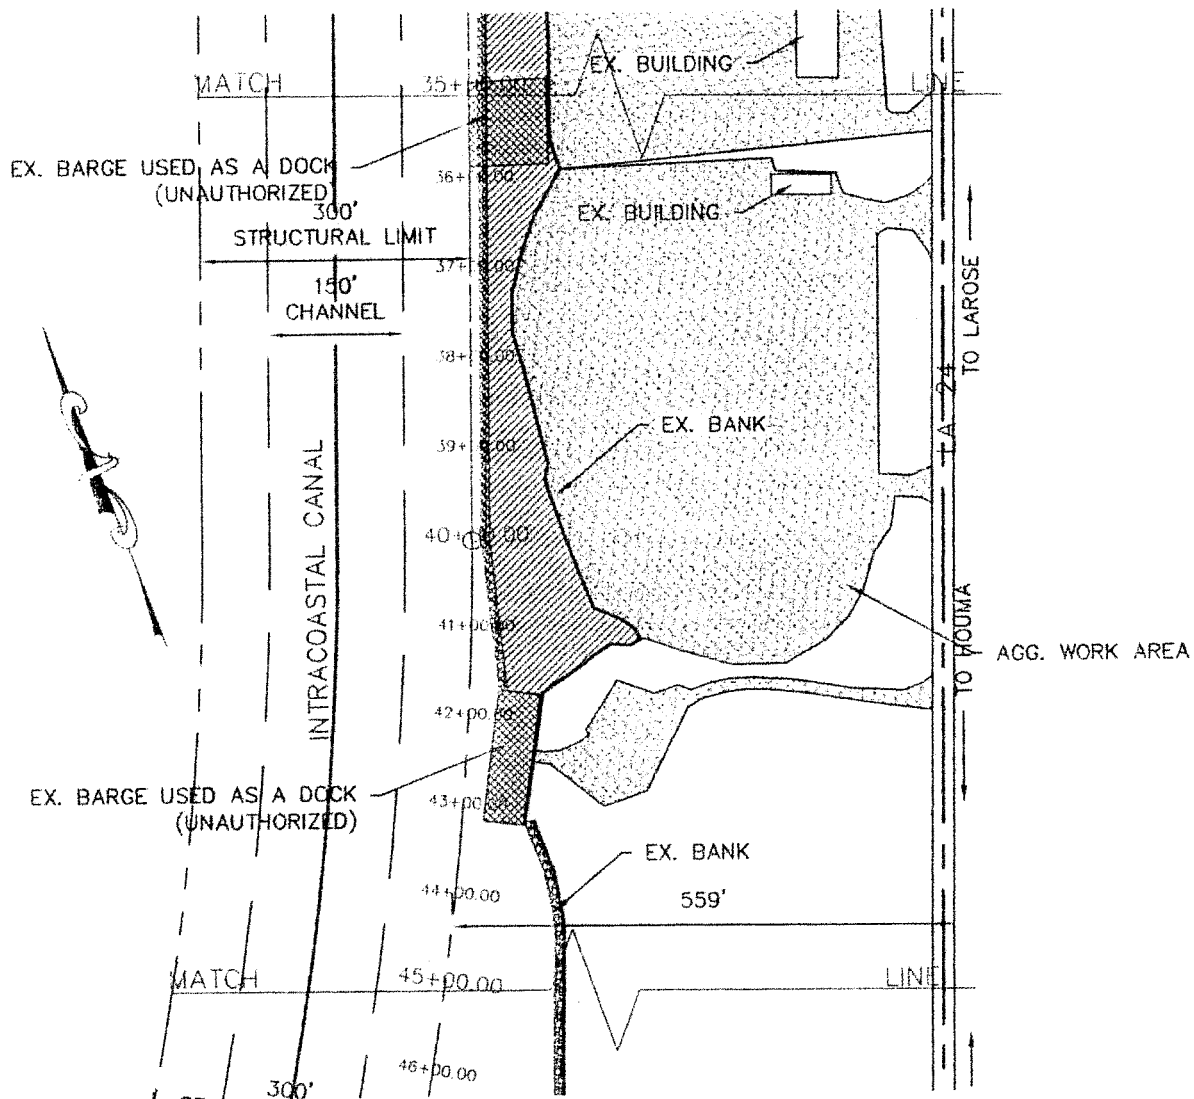 EX. BUILDING
MATCH
35+00.00
LINE
EX. BARGE USED AS A DOCK
(UNAUTHORIZED)
36+00.00
EX. BUILDING
300'
STRUCTURAL LIMIT
37+00.00
150'
CHANNEL
TO LAROSE
38+00.00
LA 24
EX. BANK
39+00.00
INTRACOASTAL CANAL
40+00.00
TO HOUMA
41+00.00
AGG. WORK AREA
42+00.00
EX. BARGE USED AS A DOCK
(UNAUTHORIZED)
43+00.00
EX. BANK
44+00.00
559'
MATCH
45+00.00
LINE
46+00.00
300'